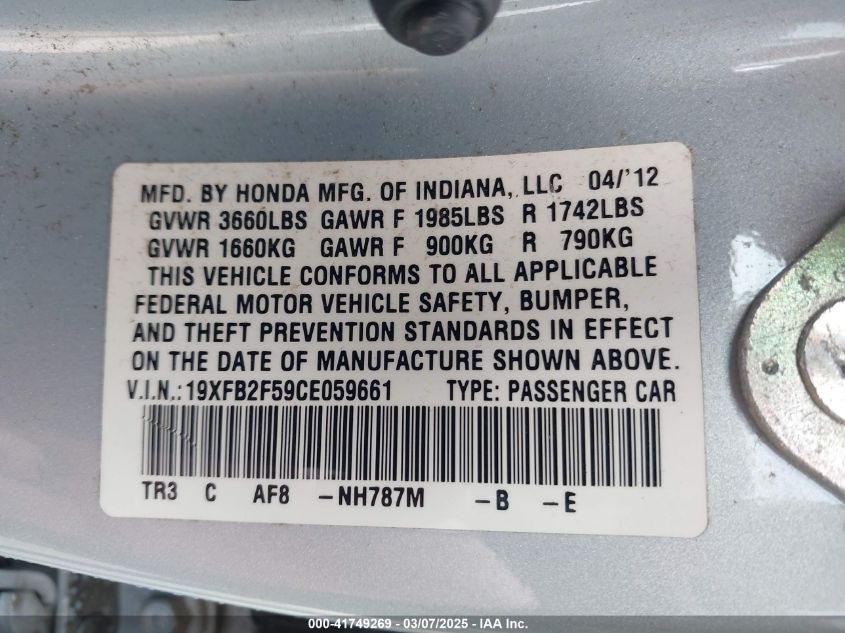 MFD. BY HONDA MFG. OF INDIANA, LLC 04/'12
GVWR 3660LBS GAWR F 1985LBS R 1742LBS
GVWR 1660KG GAWR F 900KG R 790KG
THIS VEHICLE CONFORMS TO ALL APPLICABLE
FEDERAL MOTOR VEHICLE SAFETY, BUMPER,
AND THEFT PREVENTION STANDARDS IN EFFECT
ON THE DATE OF MANUFACTURE SHOWN ABOVE.
V.I.N.: 19XFB2F59CE059661 TYPE: PASSENGER CAR
TR3 C AF8 -NH787M -B -E
000-41749269 - 03/07/2025 - IAA Inc.